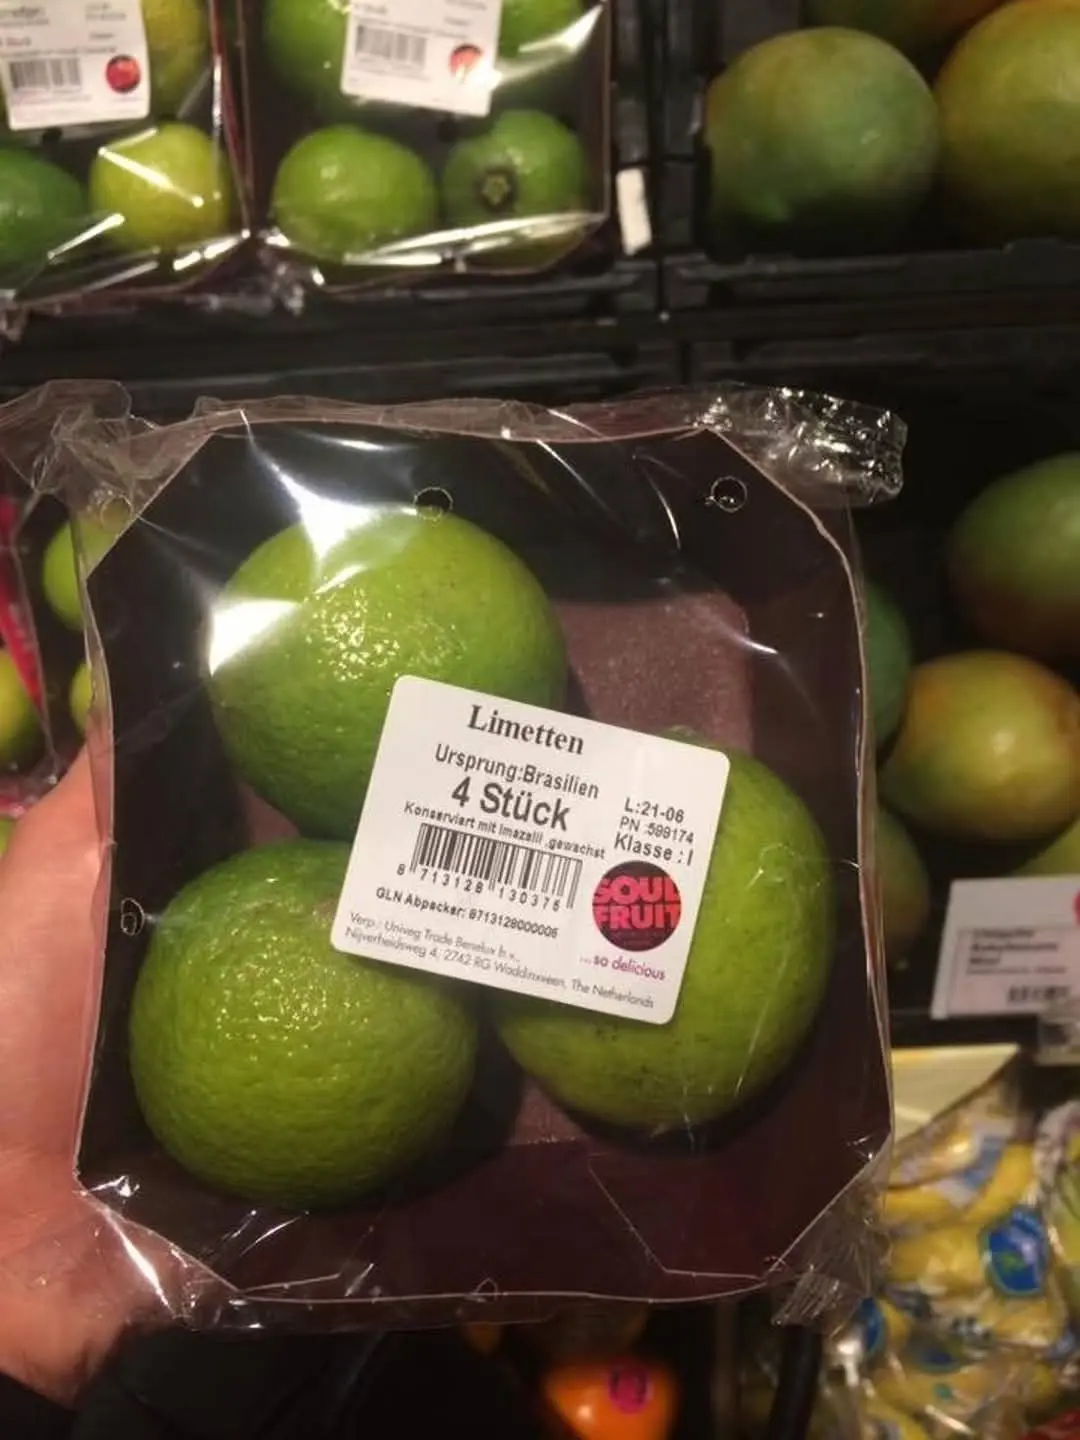 Limetten
Ursprung:Brasilien
4 Stück
Konserviert mit Imazalil ,gewachst
8 713128 130375
GLN Abpacker: 8713128000006
Verp.: Univeg Trade Benelux b.v.,
Nijverheidsweg 4, 2742 RG Waddinxveen, The Netherlands
L:21-06
PN :599174
Klasse : I
SOUL
FRUIT
...so delicious